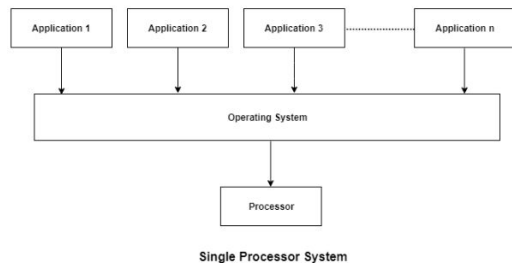 Application 1
Application 2
Application 3
Application n
Operating System
Processor
Single Processor System